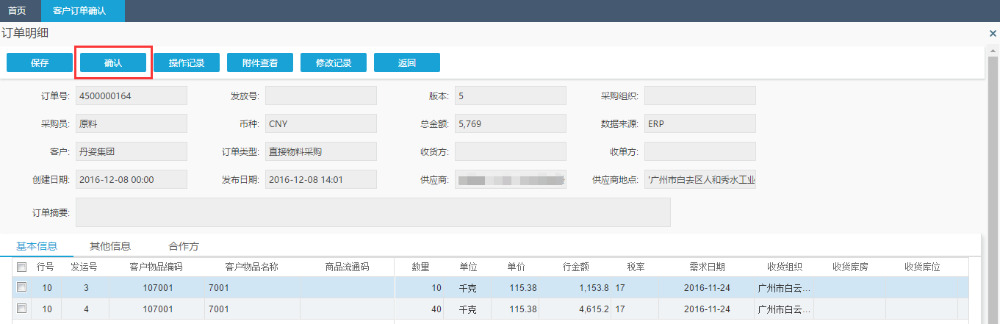 首页 客户订单确认
订单明细
保存 确认 操作记录 附件查看 修改记录 返回
订单号: 4500000164 发放号: 版本: 5 采购组织:
采购员: 原料 币种: CNY 总金额: 5,769 数据来源: ERP
客户: 丹姿集团 订单类型: 直接物料采购 收货方: 收单方:
创建日期: 2016-12-08 00:00 发布日期: 2016-12-08 14:01 供应商: 供应商地点: '广州市白去区人和秀水工业
订单摘要:
基本信息 其他信息 合作方
行号 发运号 客户物品编码 客户物品名称 商品流通码 数量 单位 单价 行金额 税率 需求日期 收货组织 收货库房 收货库位
10 3 107001 7001 10 千克 115.38 1,153.8 17 2016-11-24 广州市白云...
10 4 107001 7001 40 千克 115.38 4,615.2 17 2016-11-24 广州市白云...